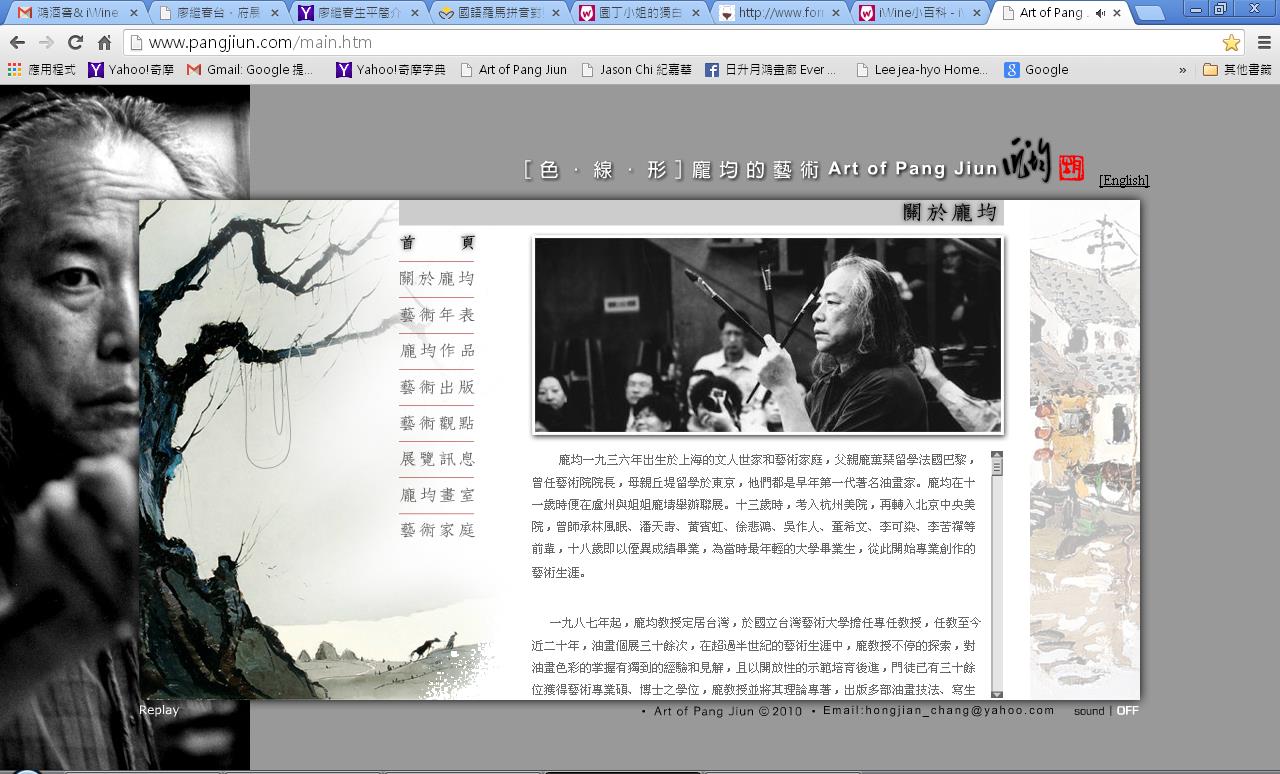 鴻酒窖& iWine
廖繼春台．府展
廖繼春生平簡介
國語羅馬拼音對
園丁小姐的獨白
http://www.forr
iWine小百科 - iW
Art of Pang
www.pangjiun.com/main.htm
應用程式 Yahoo!奇摩 Gmail: Google 提... Yahoo!奇摩字典 Art of Pang Jiun Jason Chi 紀嘉華 日升月鴻畫廊 Ever ... Lee jea-hyo Home... Google » 其他書籤
[色．線．形]龐均的藝術 Art of Pang Jiun
[English]
關於龐均
首 頁
關於龐均
藝術年表
龐均作品
藝術出版
藝術觀點
展覽訊息
龐均畫室
藝術家庭
龐均一九三六年出生於上海的文人世家和藝術家庭，父親龐薰琹留學法國巴黎，
曾任藝術院院長，母親丘堤留學於東京，他們都是早年第一代著名油畫家。龐均在十
一歲時便在廬州與姐姐龐壔舉辦聯展。十三歲時，考入杭州美院，再轉入北京中央美
院，曾師承林風眠、潘天壽、黃賓虹、徐悲鴻、吳作人、董希文、李可染、李苦禪等
前輩，十八歲即以優異成績畢業，為當時最年輕的大學畢業生，從此開始專業創作的
藝術生涯。
一九八七年起，龐均教授定居台灣，於國立台灣藝術大學擔任專任教授，任教至今
近二十年，油畫個展三十餘次，在超過半世紀的藝術生涯中，龐教授不停的探索，對
油畫色彩的掌握有獨到的經驗和見解，且以開放性的示範培育後進，門徒已有三十餘
位獲得藝術專業碩、博士之學位，龐教授並將其理論專著，出版多部油畫技法、寫生
Replay
• Art of Pang Jiun ©2010 • Email:hongjian_chang@yahoo.com
sound | OFF